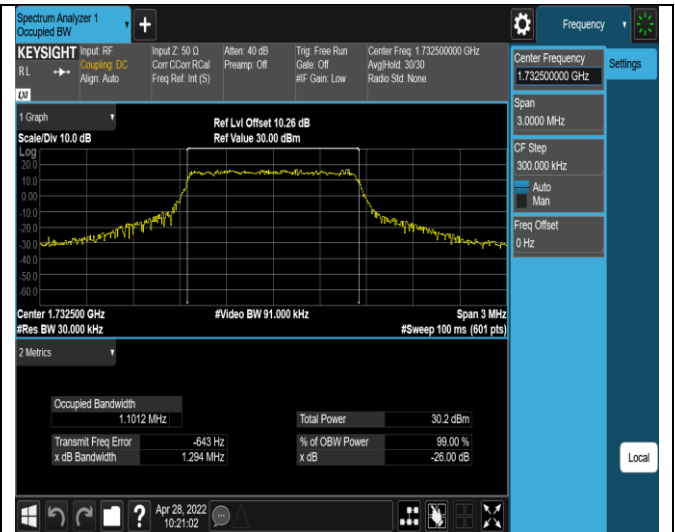 Spectrum Analyzer 1
Occupied BW
Frequency
KEYSIGHT
R L
LXI
Input: RF
Coupling: DC
Align: Auto
Input Z: 50 Ω
Corr CCorr RCal
Freq Ref: Int (S)
Atten: 40 dB
Preamp: Off
Trig: Free Run
Gate: Off
#IF Gain: Low
Center Freq: 1.732500000 GHz
Avg|Hold: 30/30
Radio Std: None
Center Frequency
1.732500000 GHz
Settings
Span
3.0000 MHz
CF Step
300.000 kHz
Auto
Man
Freq Offset
0 Hz
1 Graph
Scale/Div 10.0 dB
Ref Lvl Offset 10.26 dB
Ref Value 30.00 dBm
Log
20.0
10.0
0.00
-10.0
-20.0
-30.0
-40.0
-50.0
-60.0
Center 1.732500 GHz
#Video BW 91.000 kHz
Span 3 MHz
#Res BW 30.000 kHz
#Sweep 100 ms (601 pts)
2 Metrics
Occupied Bandwidth
1.1012 MHz
Total Power 30.2 dBm
Transmit Freq Error -643 Hz
% of OBW Power 99.00 %
x dB Bandwidth 1.294 MHz
x dB -26.00 dB
Local
?
Apr 28, 2022
10:21:02